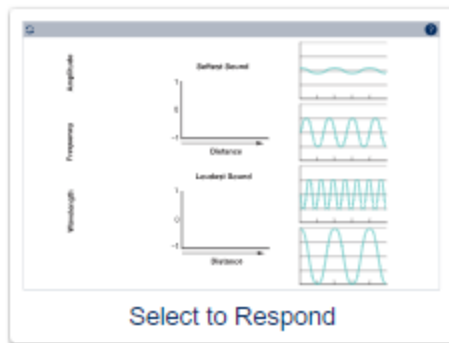 ?
Amplitude
Softest Sound
1
0
-1
Distance
Frequency
Loudest Sound
1
0
-1
Distance
Wavelength
Select to Respond